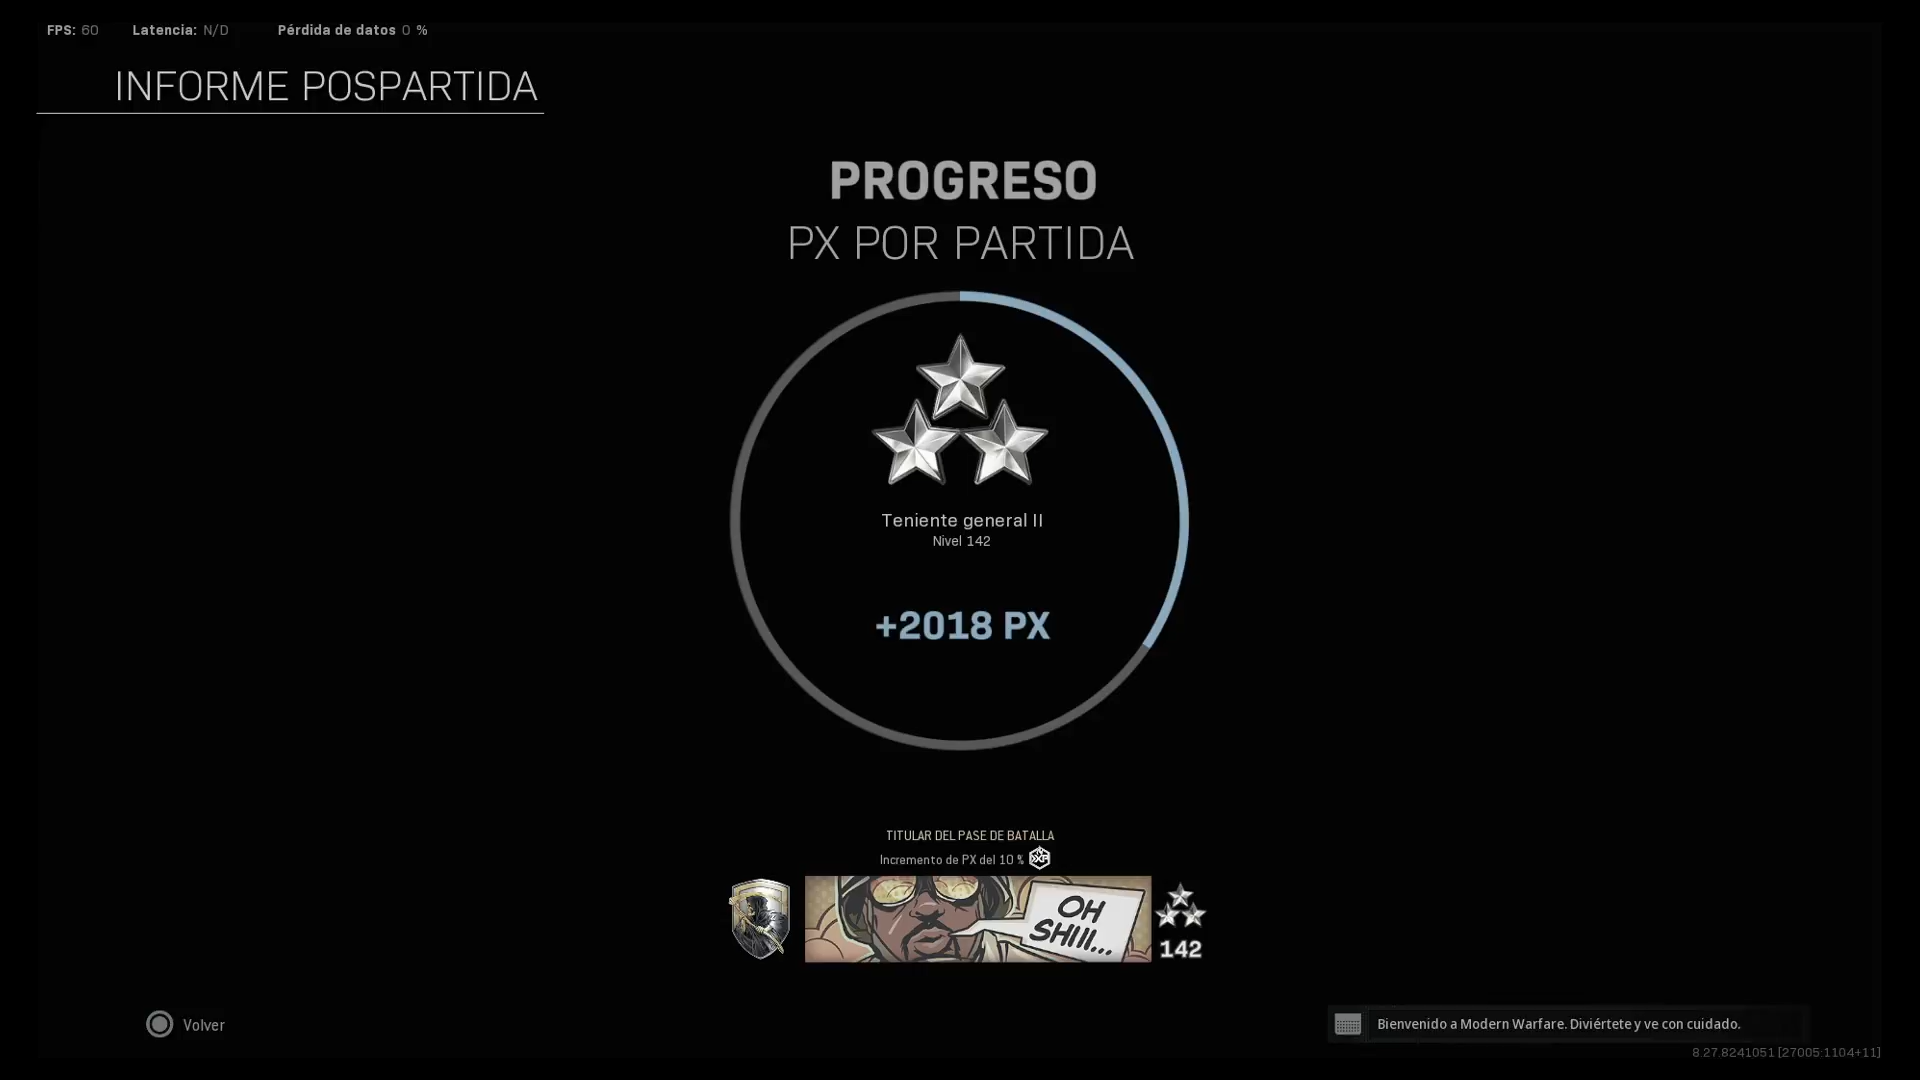 FPS: 60 Latencia: N/D Pérdida de datos 0 %
INFORME POSPARTIDA
PROGRESO
PX POR PARTIDA
Teniente general II
Nivel 142
+2018 PX
TITULAR DEL PASE DE BATALLA
Incremento de PX del 10 %
OH
SHIII...
142
Volver
Bienvenido a Modern Warfare. Diviértete y ve con cuidado.
8.27.8241051 [27005:1104+11]